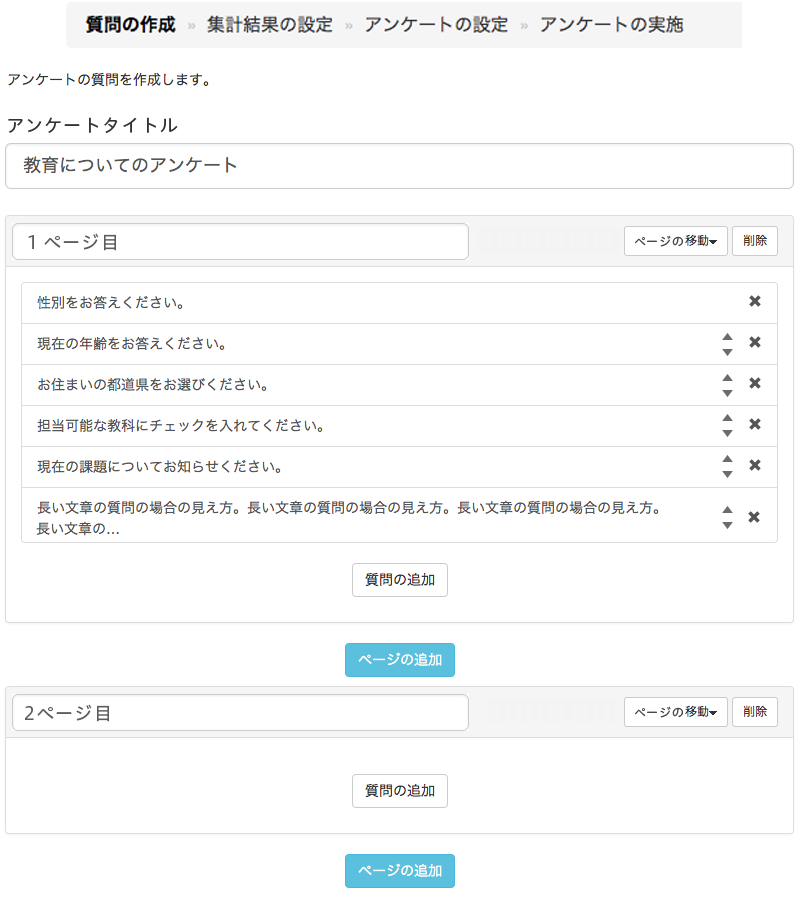 質問の作成 » 集計結果の設定 » アンケートの設定 » アンケートの実施
アンケートの質問を作成します。
アンケートタイトル
教育についてのアンケート
１ページ目
ページの移動
削除
性別をお答えください。
現在の年齢をお答えください。
お住まいの都道県をお選びください。
担当可能な教科にチェックを入れてください。
現在の課題についてお知らせください。
長い文章の質問の場合の見え方。長い文章の質問の場合の見え方。長い文章の質問の場合の見え方。
長い文章の...
質問の追加
ページの追加
2ページ目
ページの移動
削除
質問の追加
ページの追加